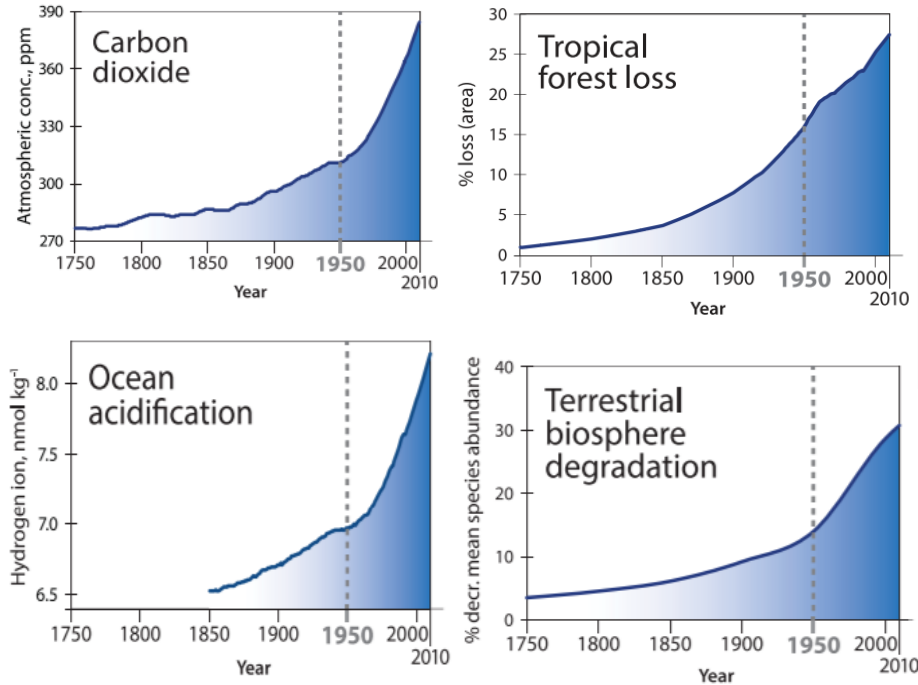 Carbon
dioxide
Atmospheric conc., ppm
390
360
330
300
270
1750
1800
1850
1900
1950
2000
2010
Year
Tropical
forest loss
% loss (area)
30
25
20
15
10
5
0
1750
1800
1850
1900
1950
2000
2010
Year
Ocean
acidification
Hydrogen ion, nmol kg⁻¹
8.0
7.5
7.0
6.5
1750
1800
1850
1900
1950
2000
2010
Year
Terrestrial
biosphere
degradation
% decr. mean species abundance
40
30
20
10
0
1750
1800
1850
1900
1950
2000
2010
Year